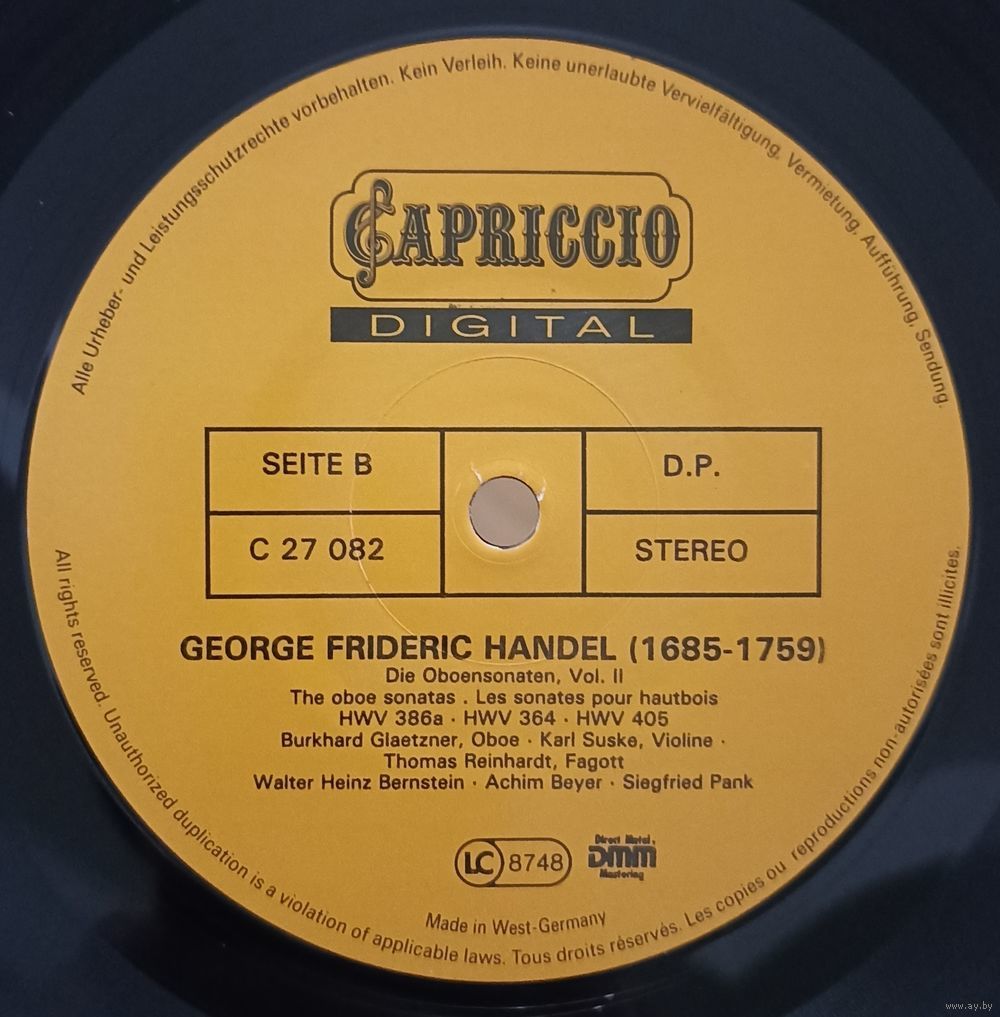 Alle Urheber- und Leistungsschutzrechte vorbehalten. Kein Verleih. Keine unerlaubte Vervielfältigung, Vermietung, Aufführung, Sendung.
CAPRICCIO
DIGITAL
SEITE B
D.P.
C 27 082
STEREO
GEORGE FRIDERIC HANDEL (1685-1759)
Die Oboensonaten, Vol. II
The oboe sonatas . Les sonates pour hautbois
HWV 386a · HWV 364 · HWV 405
Burkhard Glaetzner, Oboe · Karl Suske, Violine ·
Thomas Reinhardt, Fagott
Walter Heinz Bernstein · Achim Beyer · Siegfried Pank
LC 8748
Direct Metal
DMM
Mastering
Made in West-Germany
All rights reserved. Unauthorized duplication is a violation of applicable laws. Tous droits réservés. Les copies ou reproductions non-autorisées sont illicites.
www.ay.by